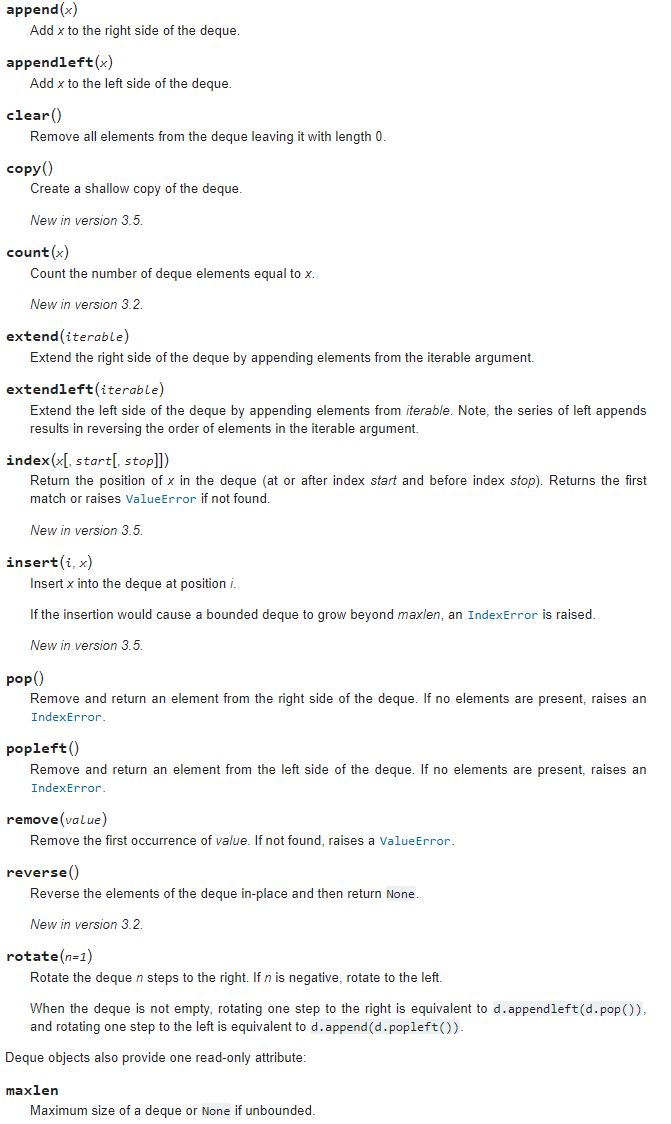 append(x)
Add x to the right side of the deque.
appendleft(x)
Add x to the left side of the deque.
clear()
Remove all elements from the deque leaving it with length 0.
copy()
Create a shallow copy of the deque.
New in version 3.5.
count(x)
Count the number of deque elements equal to x.
New in version 3.2.
extend(iterable)
Extend the right side of the deque by appending elements from the iterable argument.
extendleft(iterable)
Extend the left side of the deque by appending elements from iterable. Note, the series of left appends
results in reversing the order of elements in the iterable argument.
index(x[, start[, stop]])
Return the position of x in the deque (at or after index start and before index stop). Returns the first
match or raises ValueError if not found.
New in version 3.5.
insert(i, x)
Insert x into the deque at position i.
If the insertion would cause a bounded deque to grow beyond maxlen, an IndexError is raised.
New in version 3.5.
pop()
Remove and return an element from the right side of the deque. If no elements are present, raises an
IndexError.
popleft()
Remove and return an element from the left side of the deque. If no elements are present, raises an
IndexError.
remove(value)
Remove the first occurrence of value. If not found, raises a ValueError.
reverse()
Reverse the elements of the deque in-place and then return None.
New in version 3.2.
rotate(n=1)
Rotate the deque n steps to the right. If n is negative, rotate to the left.
When the deque is not empty, rotating one step to the right is equivalent to d.appendleft(d.pop()),
and rotating one step to the left is equivalent to d.append(d.popleft()).
Deque objects also provide one read-only attribute:
maxlen
Maximum size of a deque or None if unbounded.